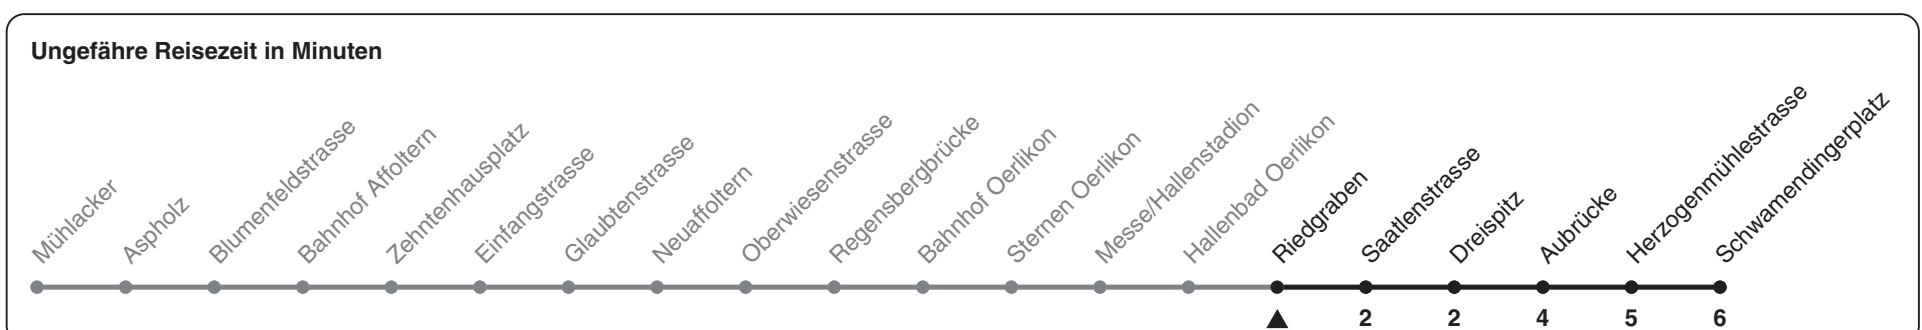 Ungefähre Reisezeit in Minuten
Mühlacker
Aspholz
Blumenfeldstrasse
Bahnhof Affoltern
Zehntenhausplatz
Einfangstrasse
Glaubtenstrasse
Neuaffoltern
Oberwiesenstrasse
Regensbergbrücke
Bahnhof Oerlikon
Sternen Oerlikon
Messe/Hallenstadion
Hallenbad Oerlikon
Riedgraben
Saatlenstrasse
Dreispitz
Aubrücke
Herzogenmühlestrasse
Schwamendingerplatz
2 2 4 5 6